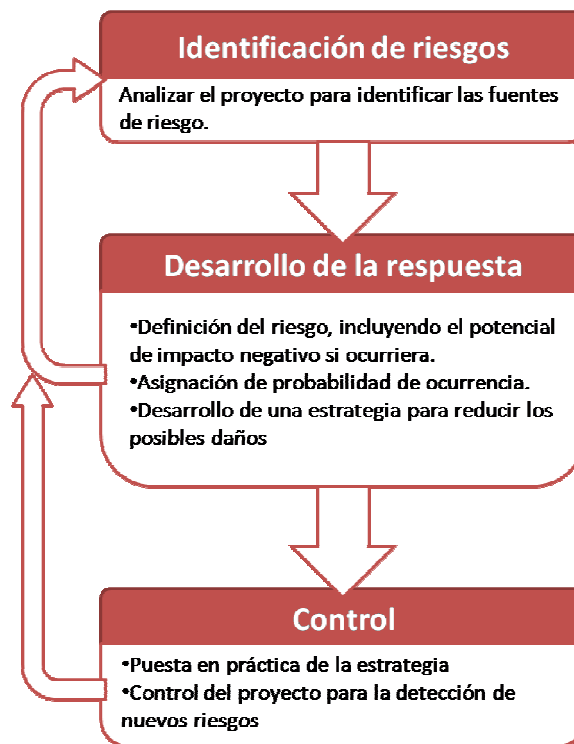 Identificación de riesgos
Analizar el proyecto para identificar las fuentes
de riesgo.
Desarrollo de la respuesta
•Definición del riesgo, incluyendo el potencial
de impacto negativo si ocurriera.
•Asignación de probabilidad de ocurrencia.
•Desarrollo de una estrategia para reducir los
posibles daños
Control
•Puesta en práctica de la estrategia
•Control del proyecto para la detección de
nuevos riesgos